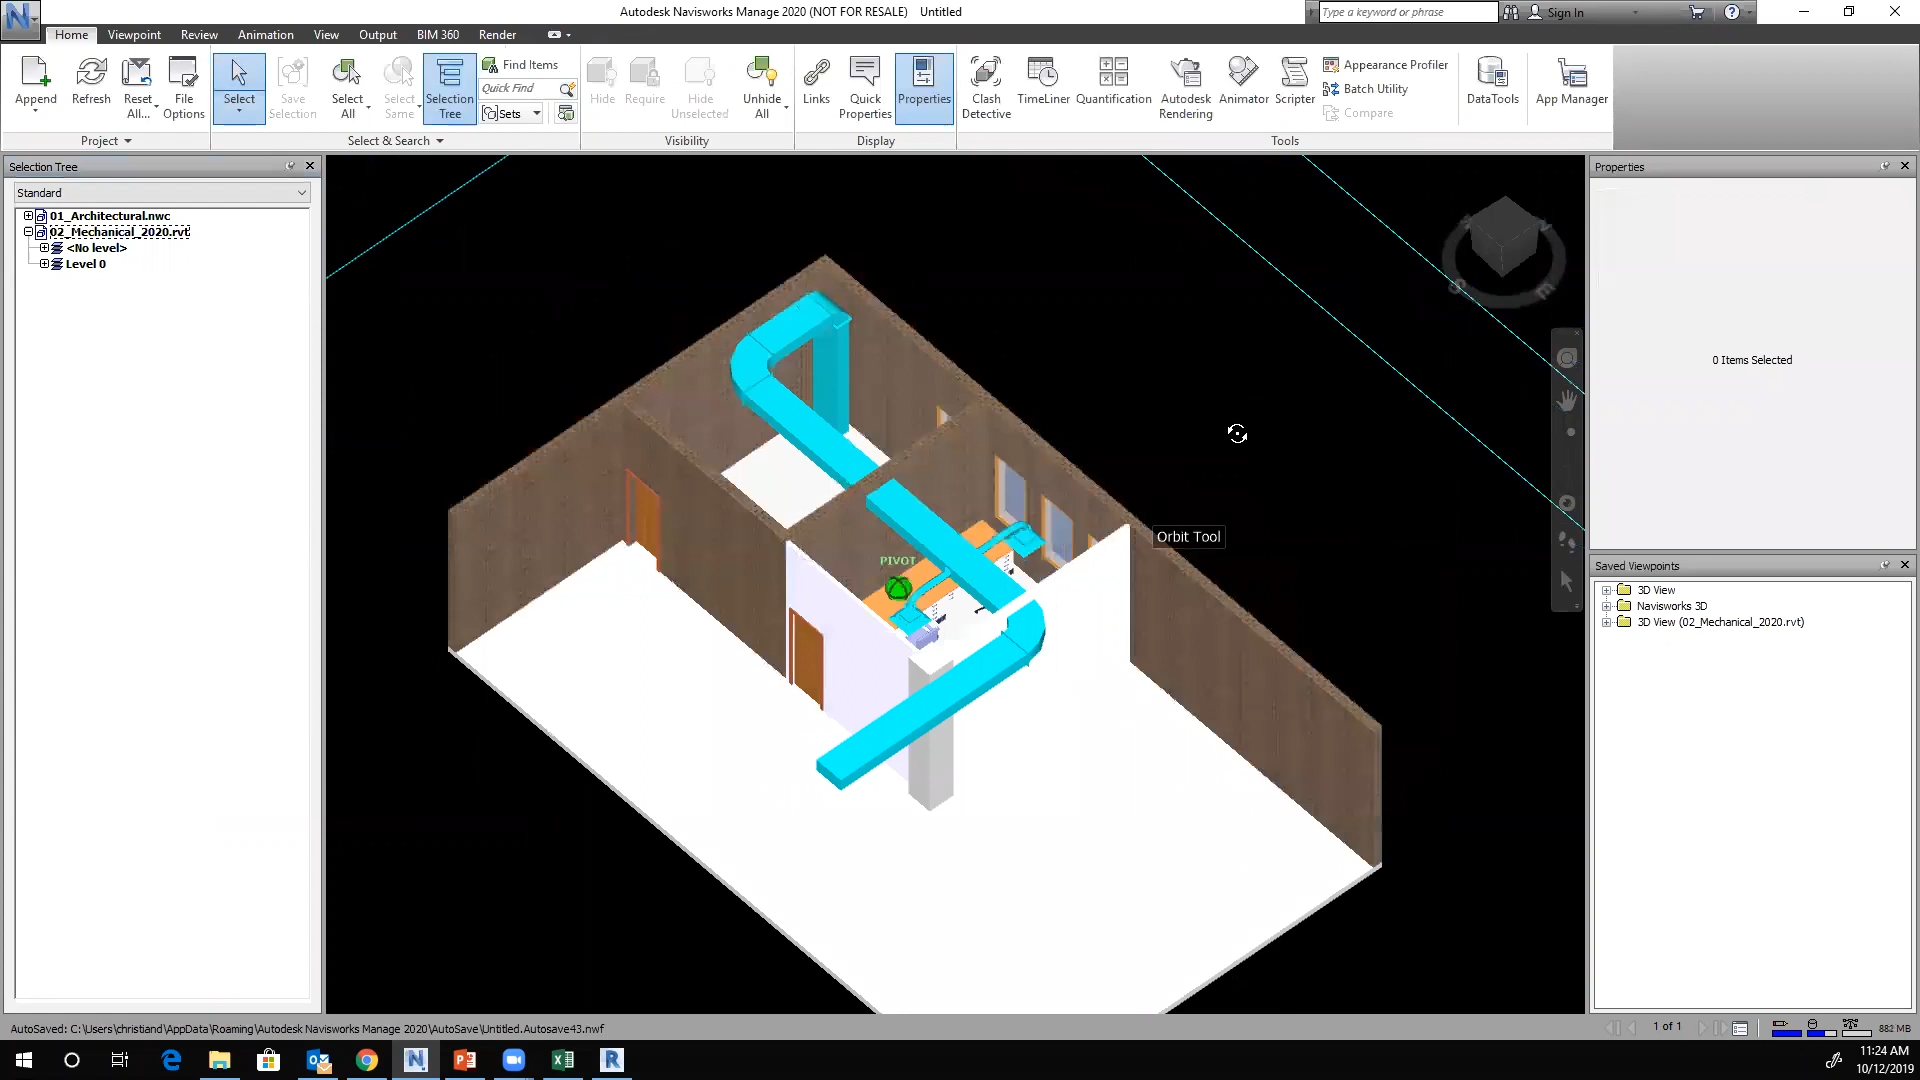 Autodesk Navisworks Manage 2020 (NOT FOR RESALE) Untitled
Type a keyword or phrase
Sign In
Home Viewpoint Review Animation View Output BIM 360 Render
Append
Refresh
Reset
All...
File
Options
Project
Select
Save
Selection
Select
All
Select
Same
Selection
Tree
Find Items
Quick Find
Sets
Select & Search
Hide
Require
Hide
Unselected
Unhide
All
Visibility
Links
Quick
Properties
Properties
Display
Clash
Detective
TimeLiner
Quantification
Autodesk
Rendering
Animator
Scripter
Appearance Profiler
Batch Utility
Compare
Tools
DataTools
App Manager
Selection Tree
Standard
01_Architectural.nwc
02_Mechanical_2020.rvt
<No level>
Level 0
PIVOT
Orbit Tool
S
E
Properties
0 Items Selected
Saved Viewpoints
3D View
Navisworks 3D
3D View (02_Mechanical_2020.rvt)
AutoSaved: C:\Users\christiand\AppData\Roaming\Autodesk Navisworks Manage 2020\AutoSave\Untitled.Autosave43.nwf
1 of 1
882 MB
11:24 AM
10/12/2019